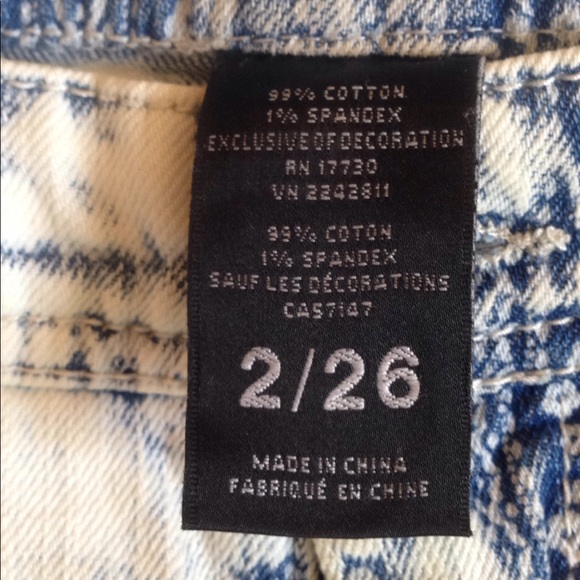 99% COTTON
1% SPANDEX
EXCLUSIVE OF DECORATION
RN 17730
VN 2242811
99% COTON
1% SPANDEX
SAUF LES DÉCORATIONS
CA57147
2/26
MADE IN CHINA
FABRIQUÉ EN CHINE